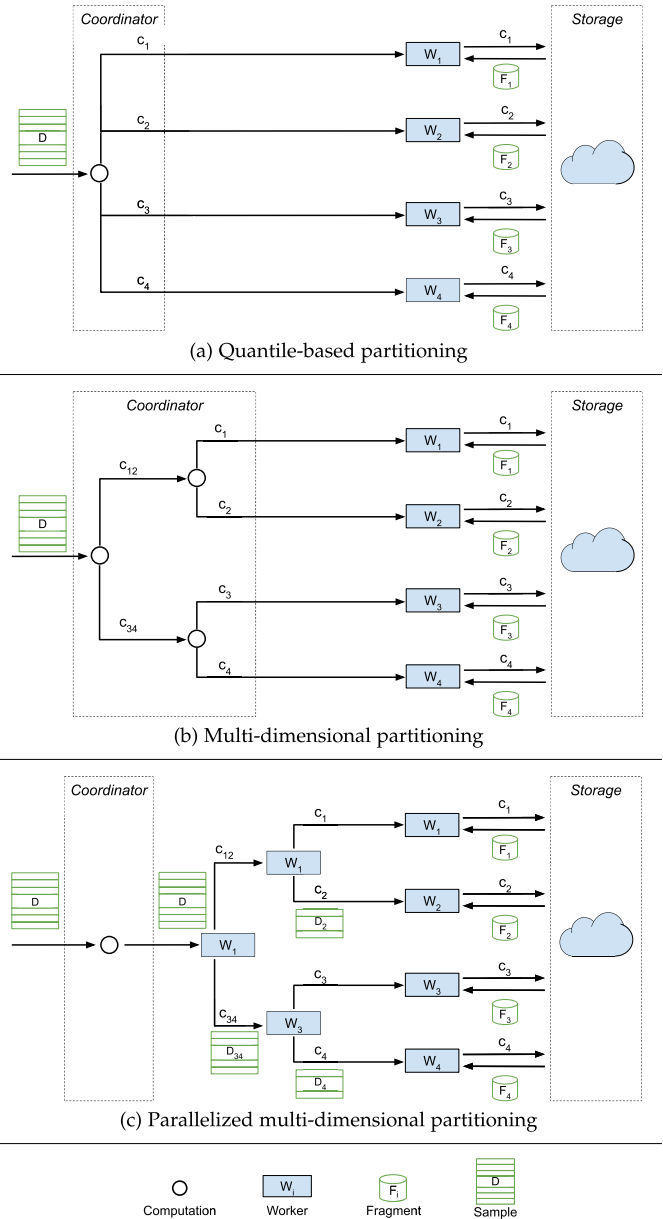 Coordinator
Storage
c1
W1
c1
F1
D
c2
W2
c2
F2
c3
W3
c3
F3
c4
W4
c4
F4
(a) Quantile-based partitioning
Coordinator
Storage
c1
W1
c1
F1
c12
D
c2
W2
c2
F2
c3
W3
c3
F3
c34
c4
W4
c4
F4
(b) Multi-dimensional partitioning
Coordinator
Storage
c1
W1
c1
F1
c12
W1
D
D
c2
W2
c2
D2
F2
W1
c3
W3
c3
F3
c34
W3
D34
c4
W4
c4
D4
F4
(c) Parallelized multi-dimensional partitioning
Wi
Fi
D
Computation
Worker
Fragment
Sample